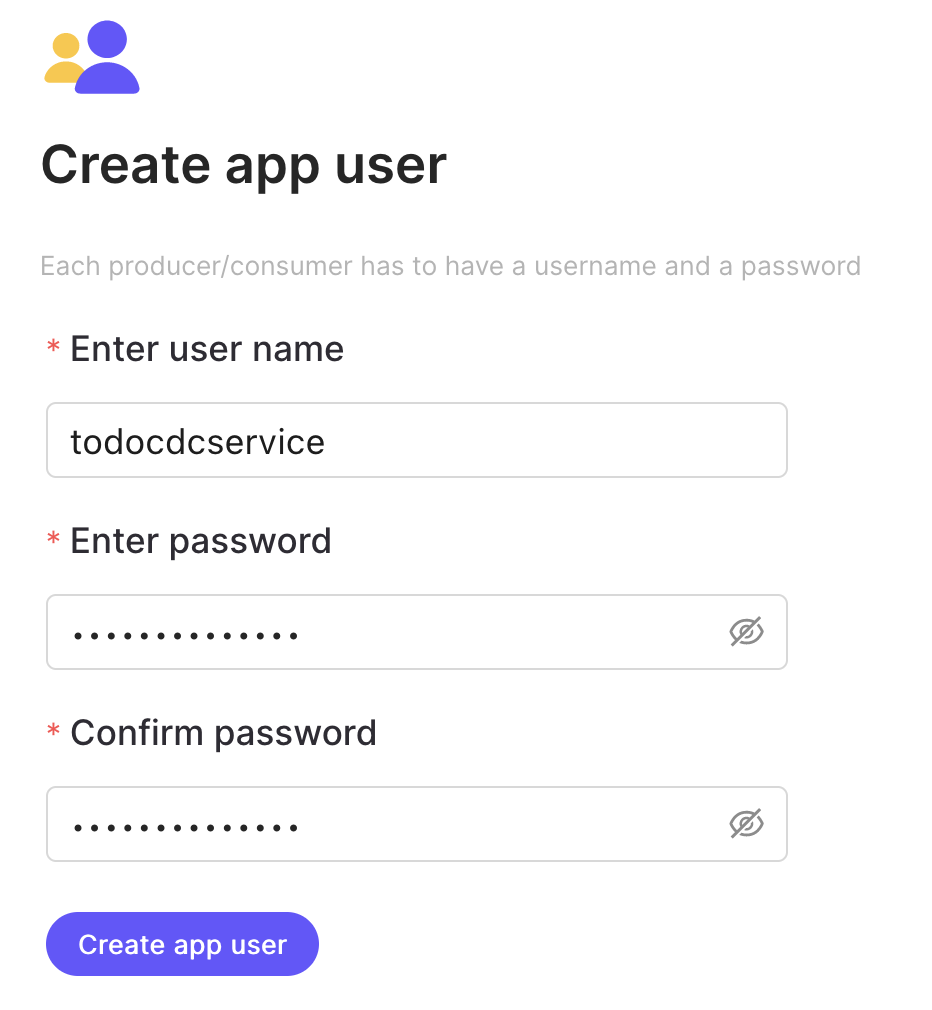 Create app user
Each producer/consumer has to have a username and a password
* Enter user name
todocdcservice
* Enter password
••••••••••••••
* Confirm password
••••••••••••••
Create app user